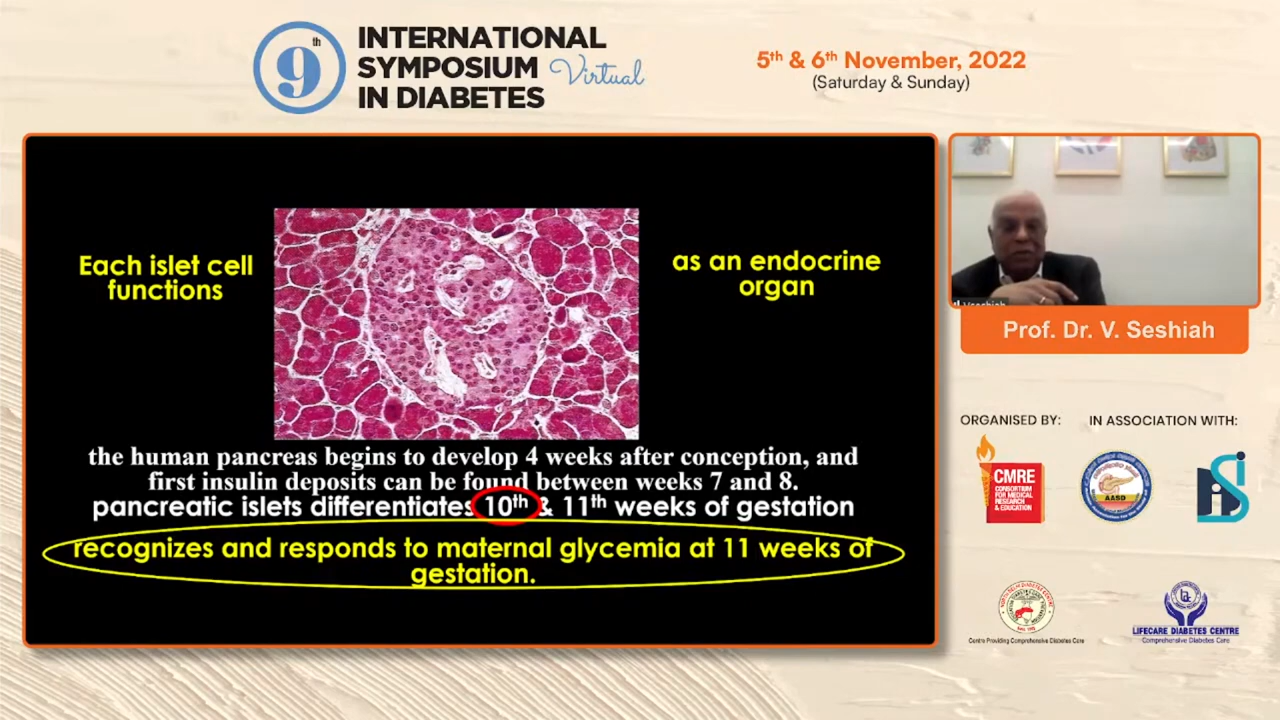 9th
INTERNATIONAL
SYMPOSIUM Virtual
IN DIABETES
5th & 6th November, 2022
(Saturday & Sunday)
Each islet cell
functions
as an endocrine
organ
the human pancreas begins to develop 4 weeks after conception, and
first insulin deposits can be found between weeks 7 and 8.
pancreatic islets differentiates 10th & 11th weeks of gestation
recognizes and responds to maternal glycemia at 11 weeks of
gestation.
Prof. Dr. V. Seshiah
ORGANISED BY:
IN ASSOCIATION WITH:
CMRE
CONSORTIUM
FOR MEDICAL
RESEARCH
& EDUCATION
AASD
Centre Providing Comprehensive Diabetes Care
LIFECARE DIABETES CENTRE
Comprehensive Diabetes Care